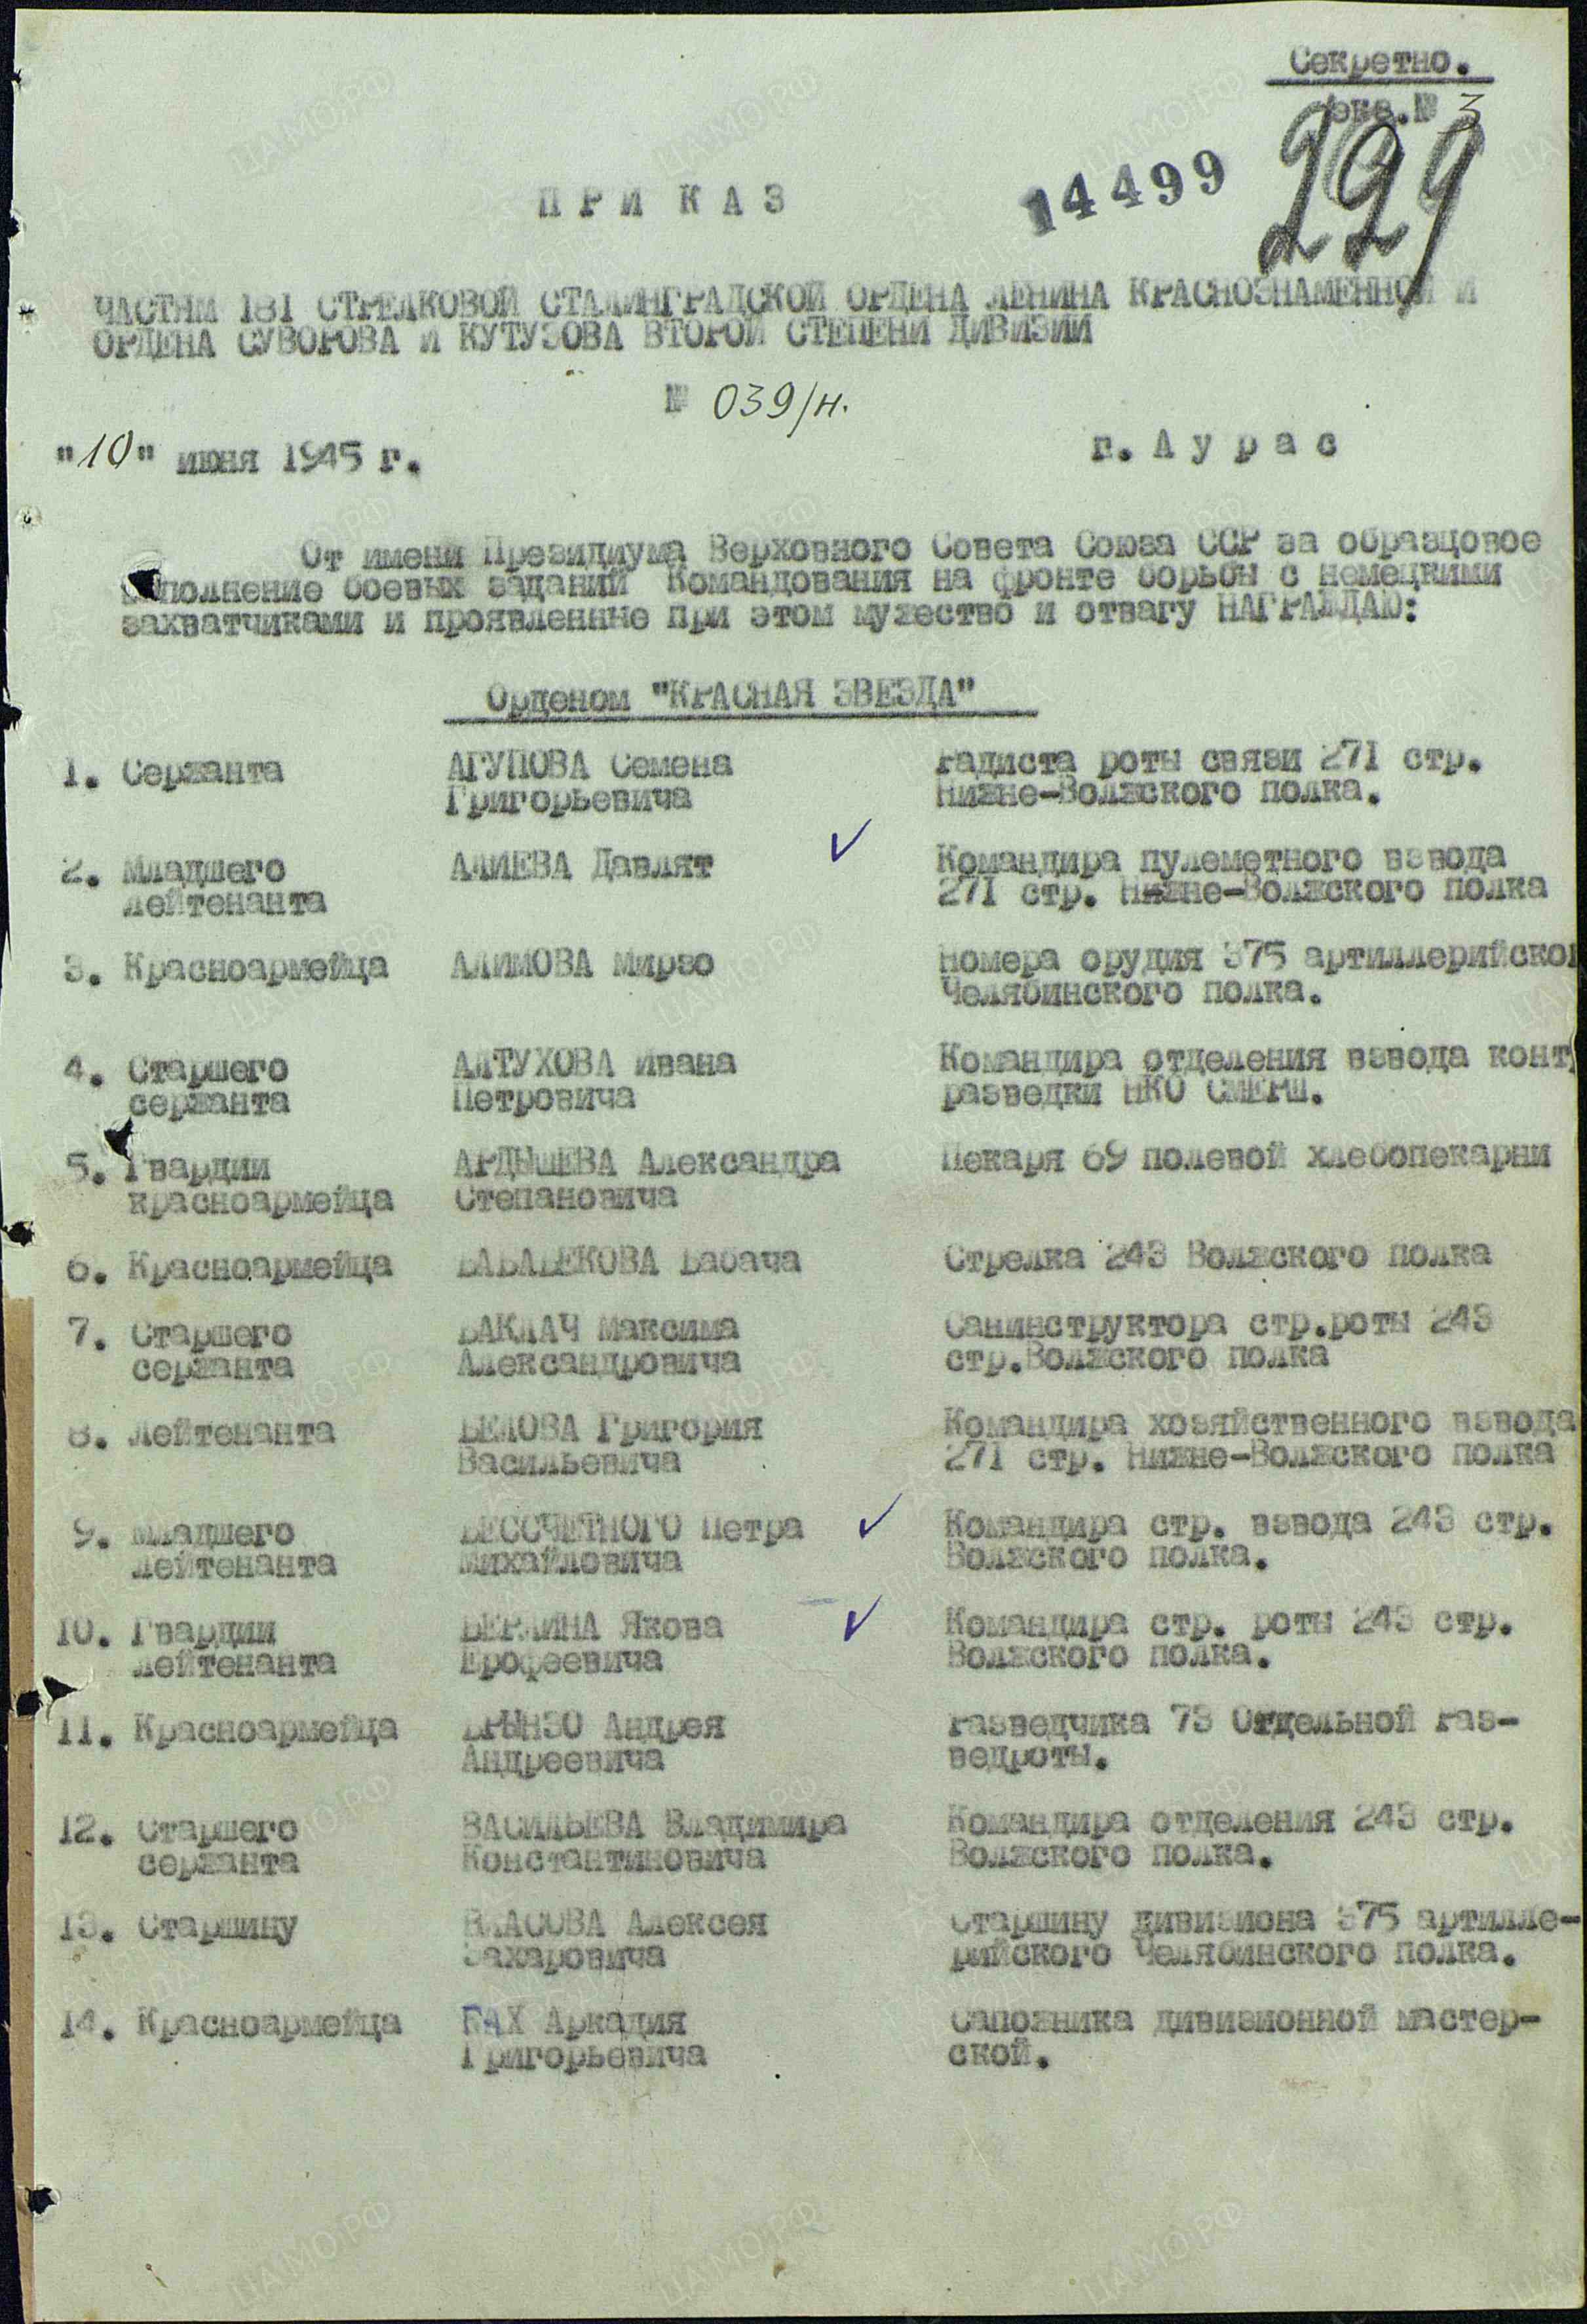 Секретно.
экз.№ 3
229
14499
ПРИКАЗ
ЧАСТЯМ 181 СТРЕЛКОВОЙ СТАЛИНГРАДСКОЙ ОРДЕНА ЛЕНИНА КРАСНОЗНАМЕННОЙ И
ОРДЕНА СУВОРОВА И КУТУЗОВА ВТОРОЙ СТЕПЕНИ ДИВИЗИИ
№ 039/н.
"10" июня 1945 г. г. Аурас
От имени Президиума Верховного Совета Союза ССР за образцовое
выполнение боевых заданий Командования на фронте борьбы с немецкими
захватчиками и проявленные при этом мужество и отвагу НАГРАЖДАЮ:
Орденом "КРАСНАЯ ЗВЕЗДА"
1. Сержанта АГУПОВА Семена Радиста роты связи 271 стр.
Григорьевича Нижне-Волжского полка.
2. Младшего АЛИЕВА Давлят Командира пулеметного взвода
лейтенанта 271 стр. Нижне-Волжского полка
3. Красноармейца АЛИМОВА Мирзо Номера орудия 375 артиллерийско
Челябинского полка.
4. Старшего АЛТУХОВА Ивана Командира отделения взвода конт
сержанта Петровича разведки НКО СМЕРШ.
5. Гвардии АРДЫШЕВА Александра Пекаря 69 полевой хлебопекарни
красноармейца Степановича
6. Красноармейца БАБАБЕКОВА Бабача Стрелка 243 Волжского полка
7. Старшего БАКЛАЧ Максима Санинструктора стр.роты 243
сержанта Александровича стр.Волжского полка
8. Лейтенанта БЕЛОВА Григория Командира хозяйственного взвода
Васильевича 271 стр. Нижне-Волжского полка
9. Младшего БЕССЧЕТНОГО Петра Командира стр. взвода 243 стр.
лейтенанта Михайловича Волжского полка.
10. Гвардии БЕРЛИНА Якова Командира стр. роты 243 стр.
лейтенанта Ерофеевича Волжского полка.
11. Красноармейца БРЫНЗО Андрея Разведчика 73 Отдельной Раз-
Андреевича ведроты.
12. Старшего ВАСИЛЬЕВА Владимира Командира отделения 243 стр.
сержанта Константиновича Волжского полка.
13. Старшину ВЛАСОВА Алексея Старшину дивизиона 375 артилле-
Захаровича рийского Челябинского полка.
14. Красноармейца ГАХ Аркадия Сапожника дивизионной мастер-
Григорьевича ской.